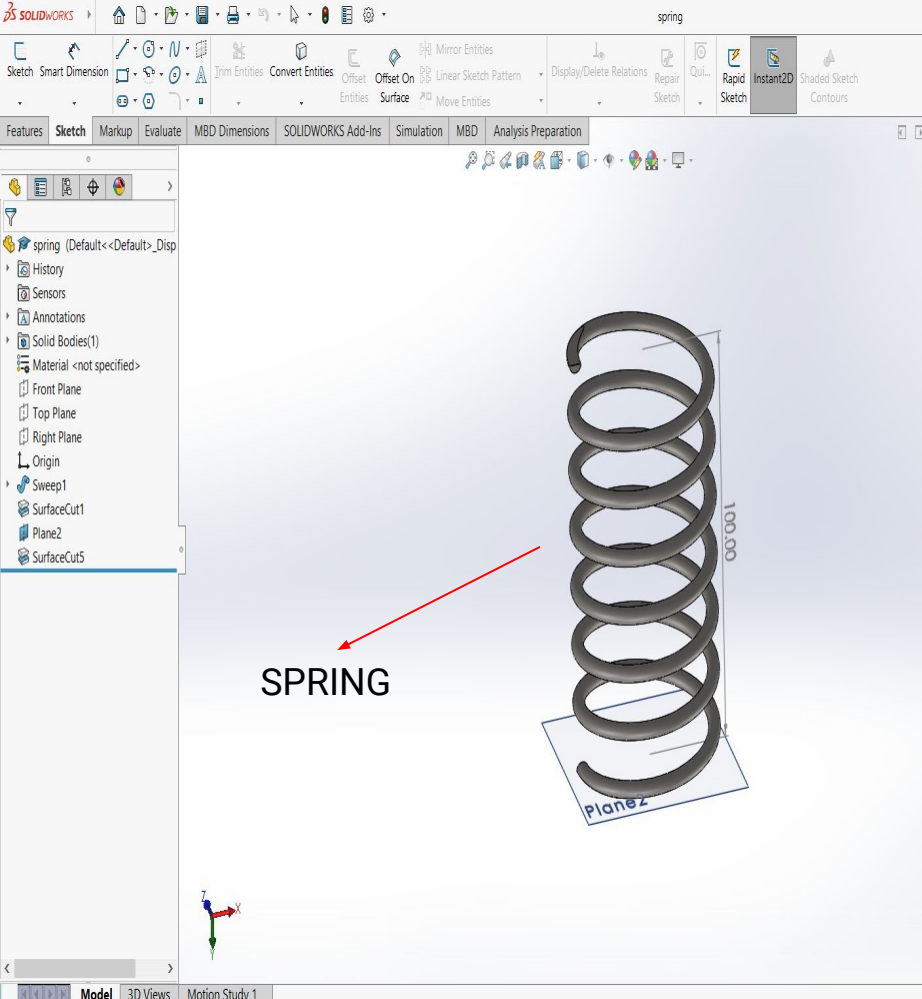 SOLIDWORKS
spring
Sketch Smart Dimension Trim Entities Convert Entities Offset Entities Offset On Surface Mirror Entities Linear Sketch Pattern Move Entities Display/Delete Relations Repair Sketch Qui... Rapid Sketch Instant2D Shaded Sketch Contours
Features Sketch Markup Evaluate MBD Dimensions SOLIDWORKS Add-Ins Simulation MBD Analysis Preparation
spring (Default<<Default>_Disp
History
Sensors
Annotations
Solid Bodies(1)
Material <not specified>
Front Plane
Top Plane
Right Plane
Origin
Sweep1
SurfaceCut1
Plane2
SurfaceCut5
100.00
SPRING
Plane2
Z
X
Y
Model 3D Views Motion Study 1